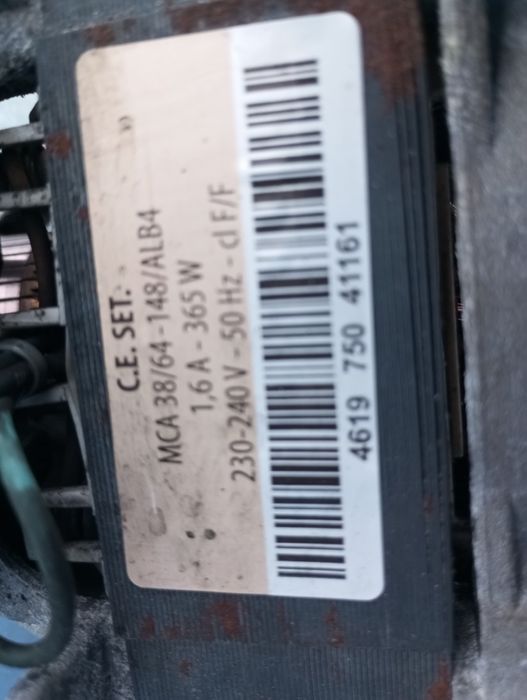 C.E. SET.
MCA 38/64 - 148/ALB4
1,6 A - 365 W
230-240 V - 50 Hz - cl F/F
4619 750 41161